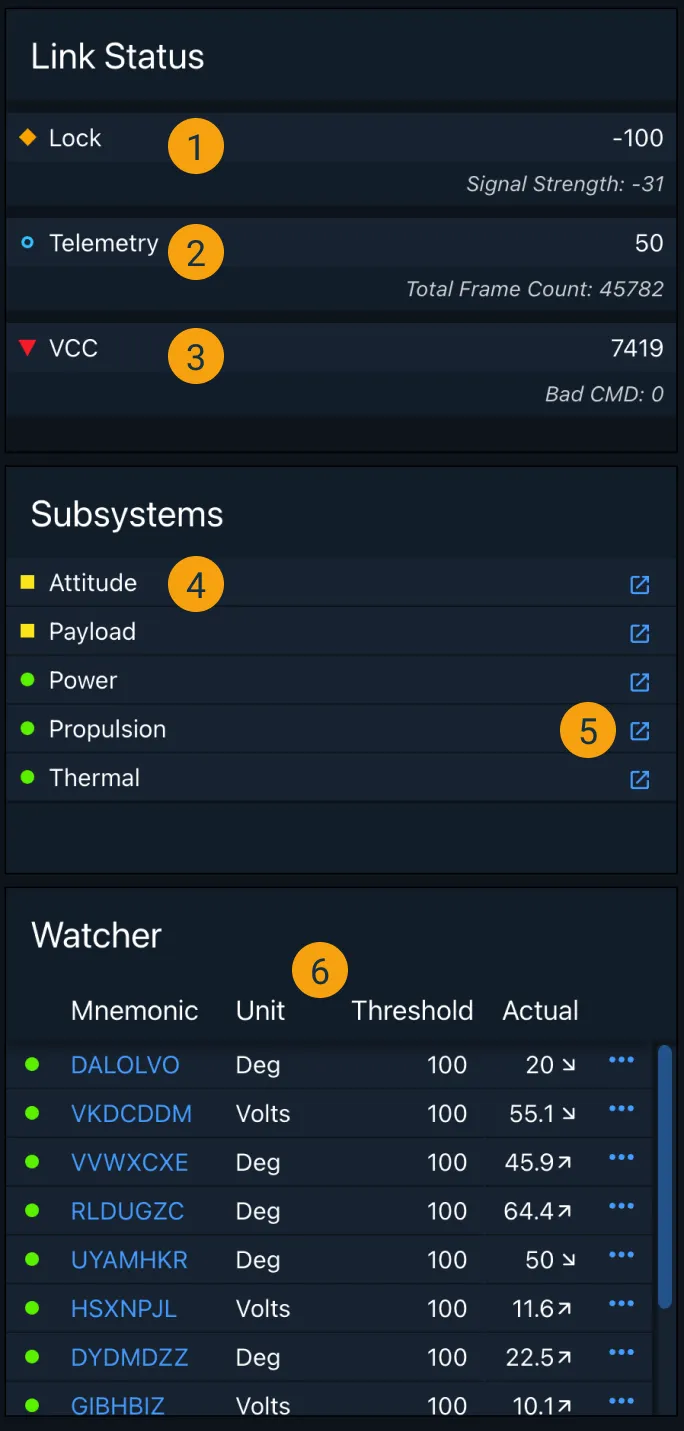 Link Status
Lock 1 -100
Signal Strength: -31
Telemetry 2 50
Total Frame Count: 45782
VCC 3 7419
Bad CMD: 0
Subsystems
Attitude 4
Payload
Power
Propulsion 5
Thermal
Watcher
6
Mnemonic Unit Threshold Actual
DALOLVO Deg 100 20
VKDCDDM Volts 100 55.1
VVWXCXE Deg 100 45.9
RLDUGZC Deg 100 64.4
UYAMHKR Deg 100 50
HSXNPJL Volts 100 11.6
DYDMDZZ Deg 100 22.5
GIBHBIZ Volts 100 10.1